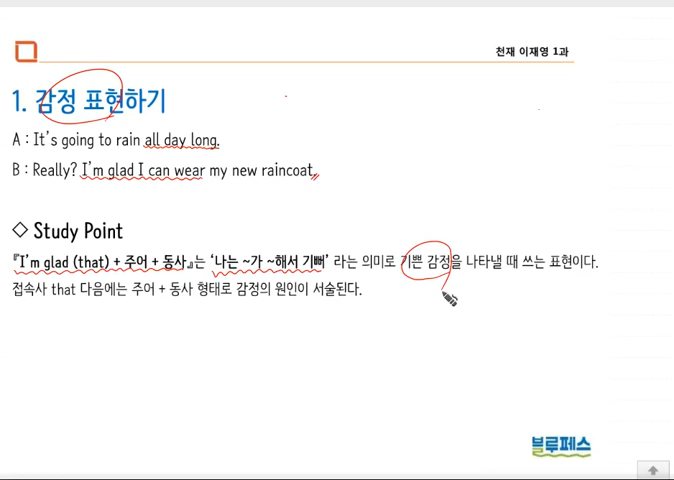 천재 이재영 1과
1. 감정 표현하기
A : It's going to rain all day long.
B : Really? I'm glad I can wear my new raincoat.
◇ Study Point
『I'm glad (that) + 주어 + 동사』는 '나는 ~가 ~해서 기뻐' 라는 의미로 기쁜 감정을 나타낼 때 쓰는 표현이다.
접속사 that 다음에는 주어 + 동사 형태로 감정의 원인이 서술된다.
블루페스